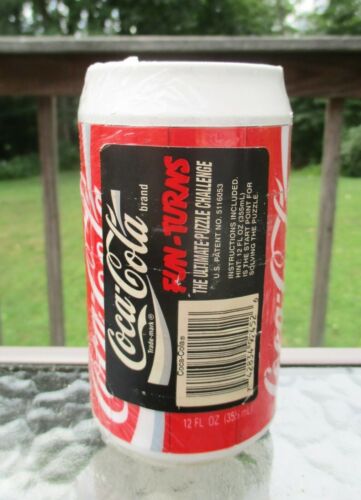 Coca-Cola
brand
Trade-mark ®
FUN-TURNS
THE ULTIMATE PUZZLE CHALLENGE
U.S. PATENT NO. 5116053
INSTRUCTIONS INCLUDED.
HINT: 12 FL OZ (355mL)
IS THE START POINT FOR
SOLVING THE PUZZLE.
Coca-Cola®
12 FL OZ (355 mL)